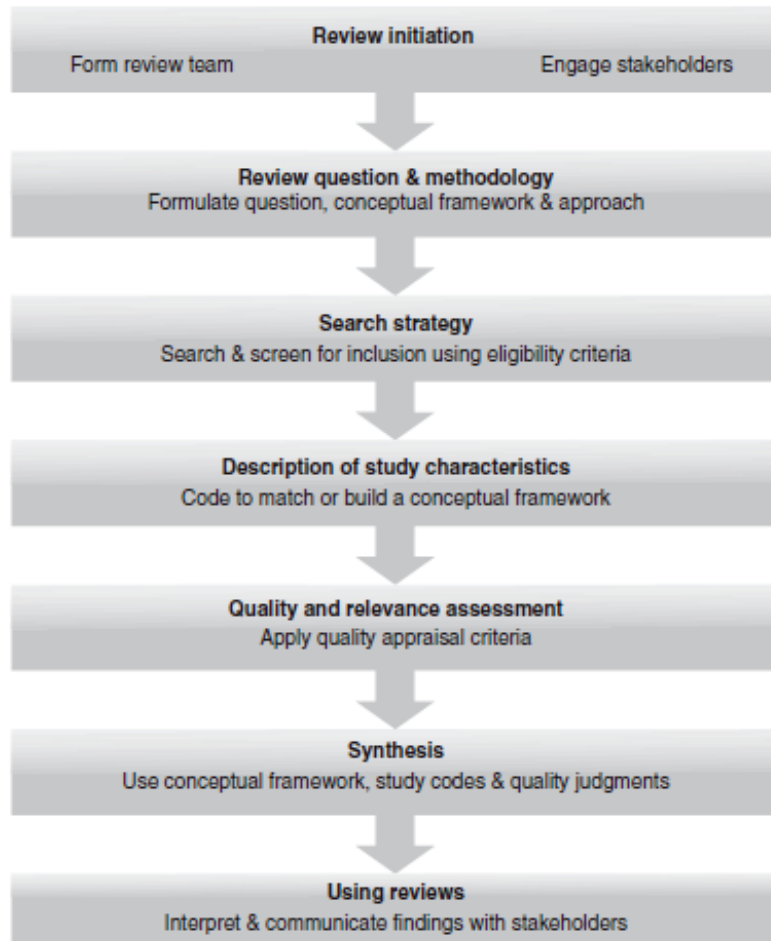 Review initiation
Form review team Engage stakeholders
Review question & methodology
Formulate question, conceptual framework & approach
Search strategy
Search & screen for inclusion using eligibility criteria
Description of study characteristics
Code to match or build a conceptual framework
Quality and relevance assessment
Apply quality appraisal criteria
Synthesis
Use conceptual framework, study codes & quality judgments
Using reviews
Interpret & communicate findings with stakeholders